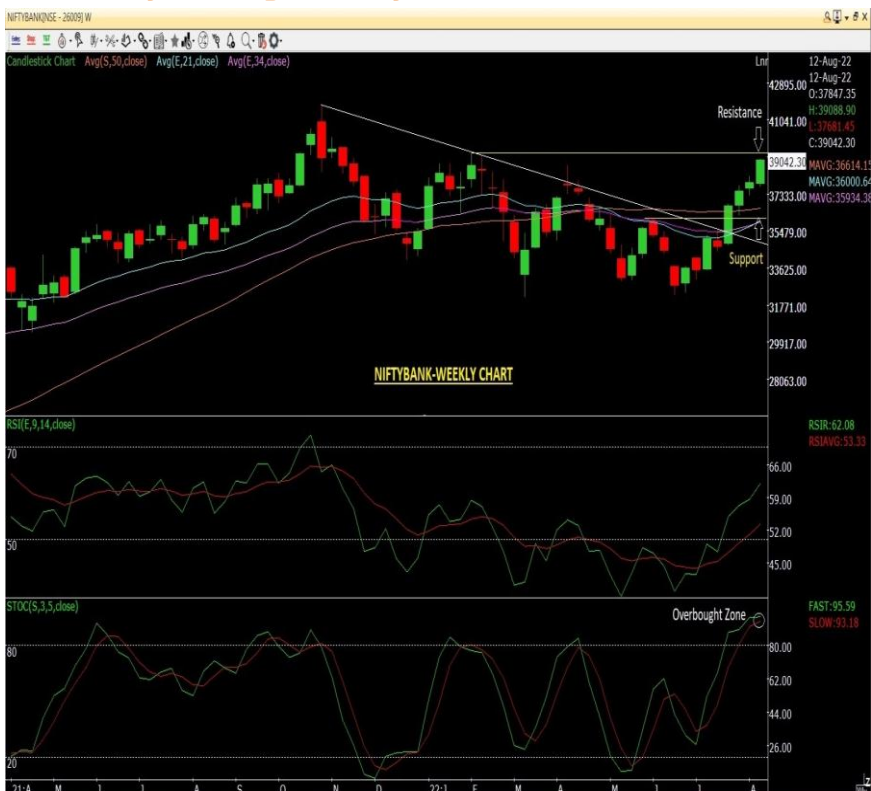 NIFTYBANK[NSE - 26009] W
Candlestick Chart Avg(S,50,close) Avg(E,21,close) Avg(E,34,close)
Lnr
12-Aug-22
12-Aug-22
O:37847.35
H:39088.90
L:37681.45
C:39042.30
MAVG:36614.15
MAVG:36000.64
MAVG:35934.38
42895.00
41041.00
39042.30
37333.00
35479.00
33625.00
31771.00
29917.00
28063.00
Resistance
Support
NIFTYBANK-WEEKLY CHART
RSI(E,9,14,close)
RSIR:62.08
RSIAVG:53.33
70
66.00
59.00
52.00
50
45.00
STOC(S,3,5,close)
FAST:95.59
SLOW:93.18
Overbought Zone
80
80.00
62.00
44.00
26.00
20
21:A M J J A S O N D 22:J F M A M J J A